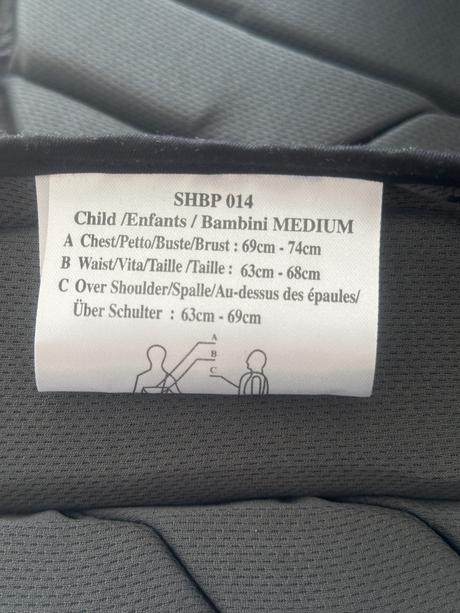 SHBP 014
Child /Enfants / Bambini MEDIUM
A Chest/Petto/Buste/Brust : 69cm - 74cm
B Waist/Vita/Taille /Taille : 63cm - 68cm
C Over Shoulder/Spalle/Au-dessus des épaules/
Über Schulter : 63cm - 69cm
A
B
C